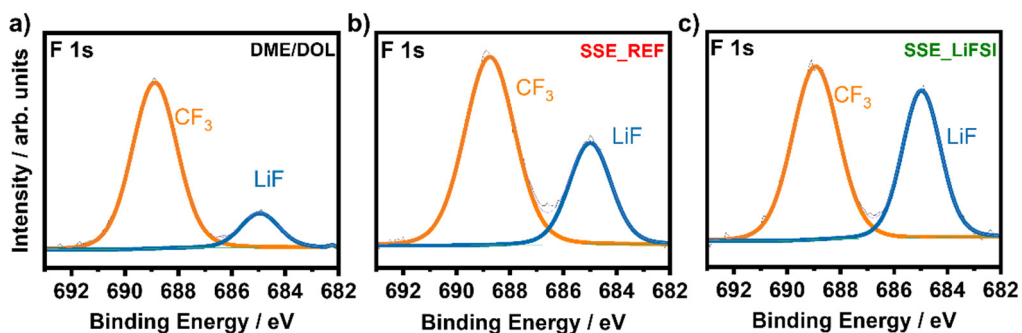 a)
F 1s
DME/DOL
CF₃
LiF
Intensity / arb. units
692 690 688 686 684 682
Binding Energy / eV
b)
F 1s
SSE_REF
CF₃
LiF
692 690 688 686 684 682
Binding Energy / eV
c)
F 1s
SSE_LiFSI
CF₃
LiF
692 690 688 686 684 682
Binding Energy / eV